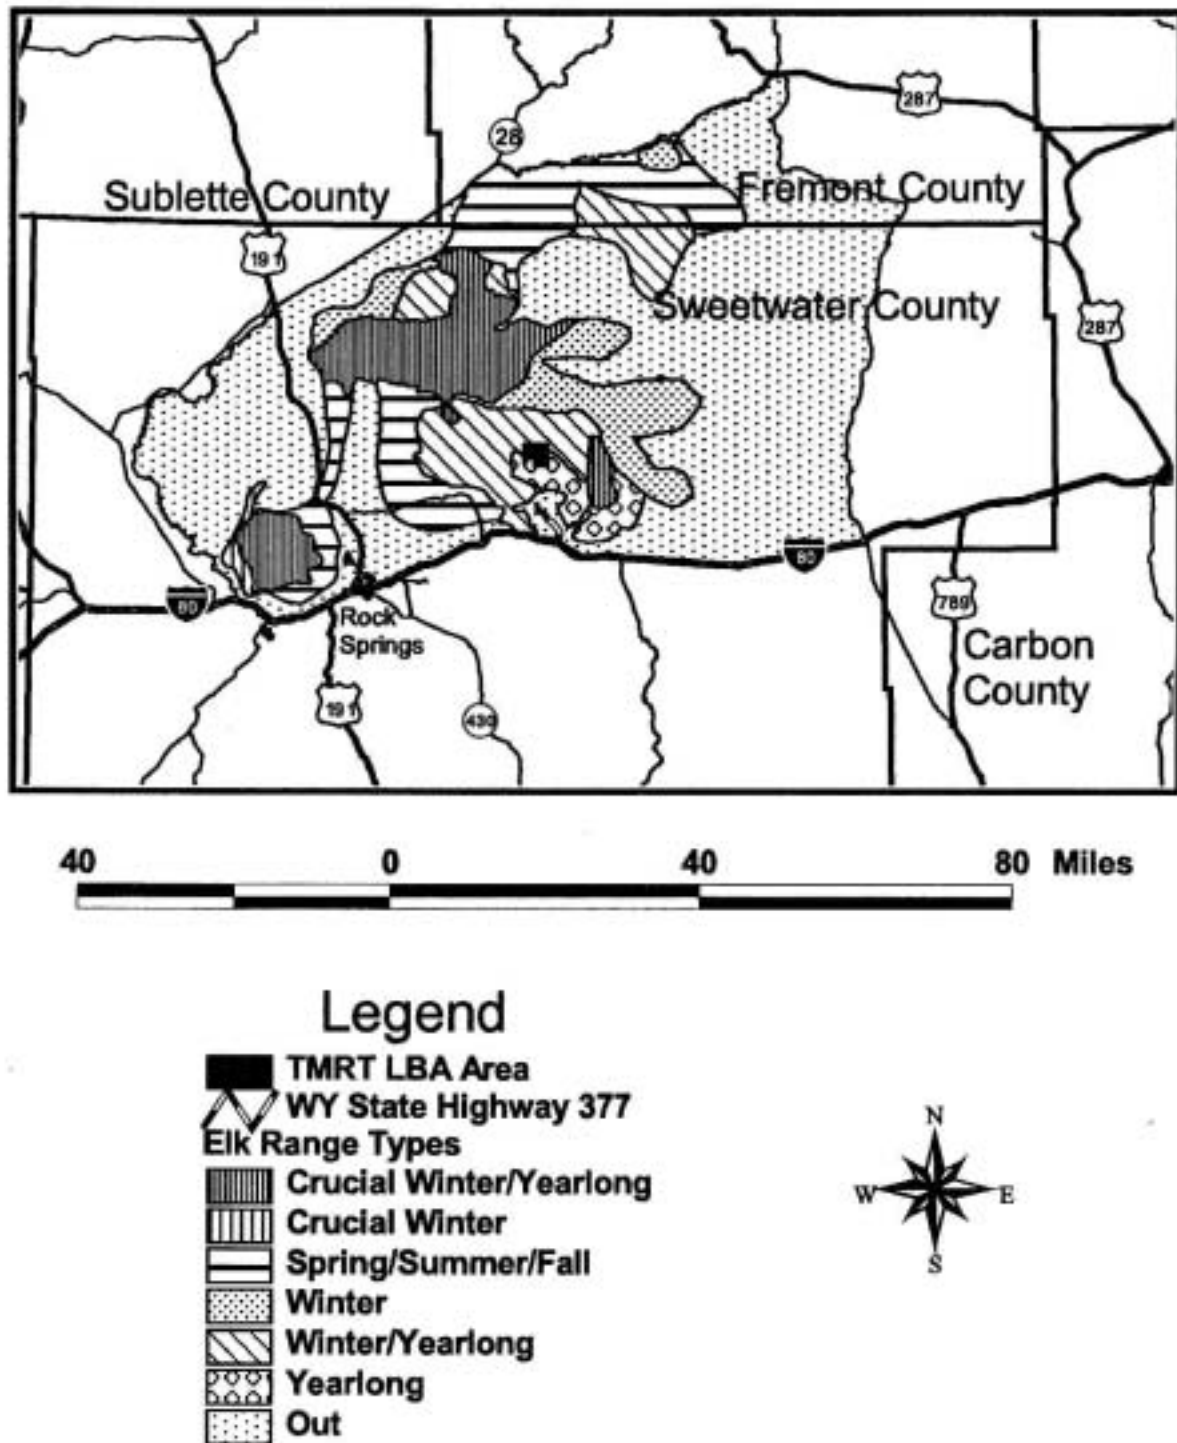 287
28
Sublette County
Fremont County
191
Sweetwater County
287
80
80
789
Rock
Springs
Carbon
County
191
430
40 0 40 80 Miles
Legend
TMRT LBA Area
WY State Highway 377
Elk Range Types
Crucial Winter/Yearlong
Crucial Winter
Spring/Summer/Fall
Winter
Winter/Yearlong
Yearlong
Out
N
W E
S